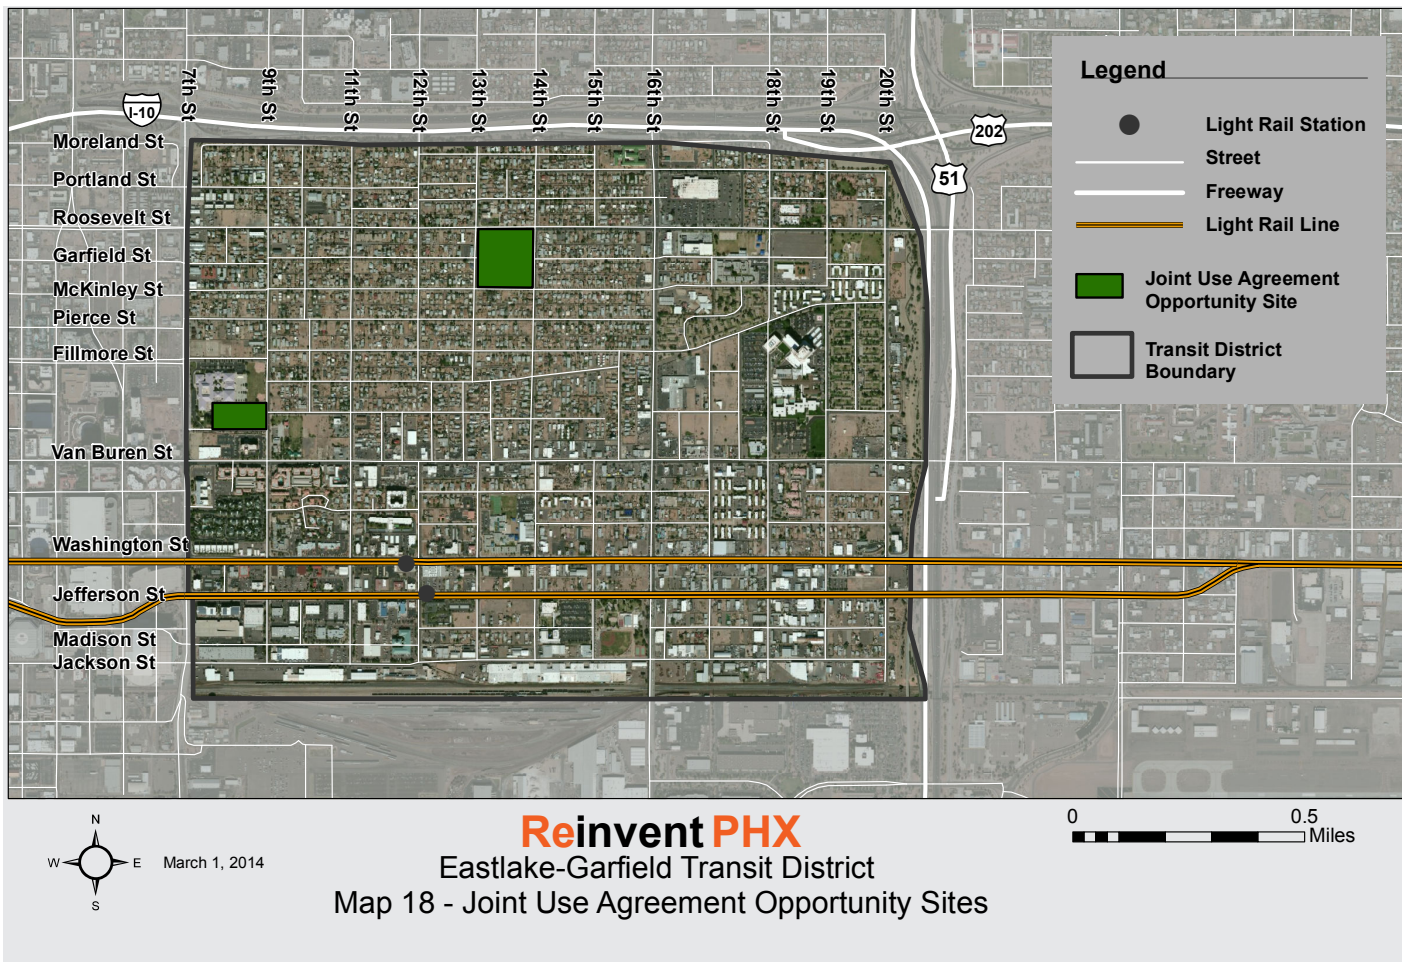 7th St
9th St
11th St
12th St
13th St
14th St
15th St
16th St
18th St
19th St
20th St
I-10
202
51
Moreland St
Portland St
Roosevelt St
Garfield St
McKinley St
Pierce St
Fillmore St
Van Buren St
Washington St
Jefferson St
Madison St
Jackson St
Legend
Light Rail Station
Street
Freeway
Light Rail Line
Joint Use Agreement
Opportunity Site
Transit District
Boundary
N
W E
S
March 1, 2014
Reinvent PHX
Eastlake-Garfield Transit District
Map 18 - Joint Use Agreement Opportunity Sites
0 0.5
Miles